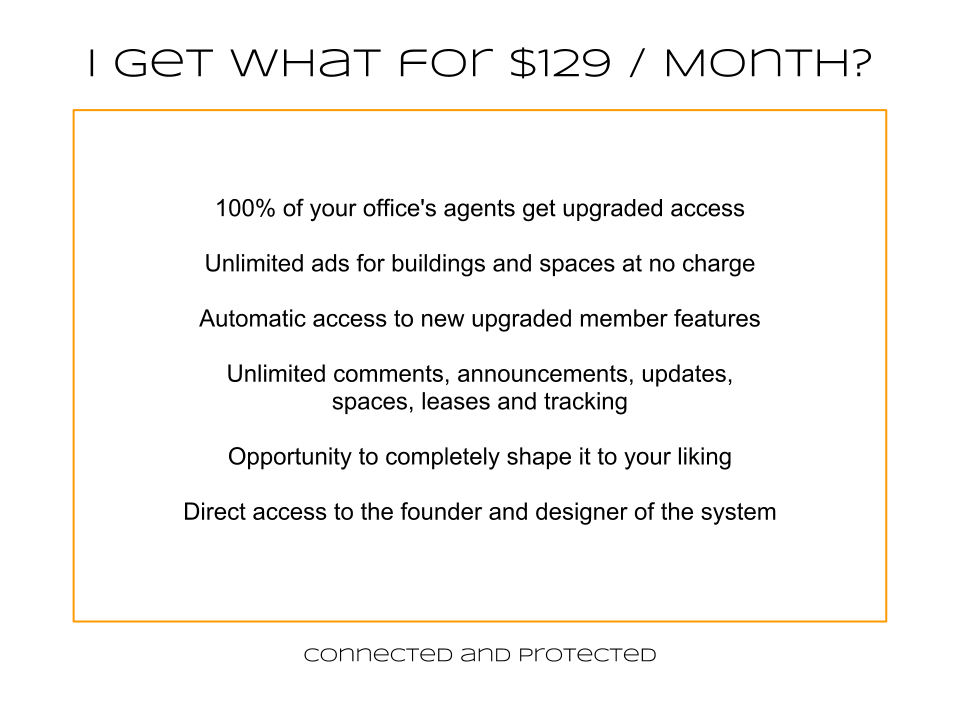 I Get What for $129 / Month?
100% of your office's agents get upgraded access
Unlimited ads for buildings and spaces at no charge
Automatic access to new upgraded member features
Unlimited comments, announcements, updates,
spaces, leases and tracking
Opportunity to completely shape it to your liking
Direct access to the founder and designer of the system
connected and protected